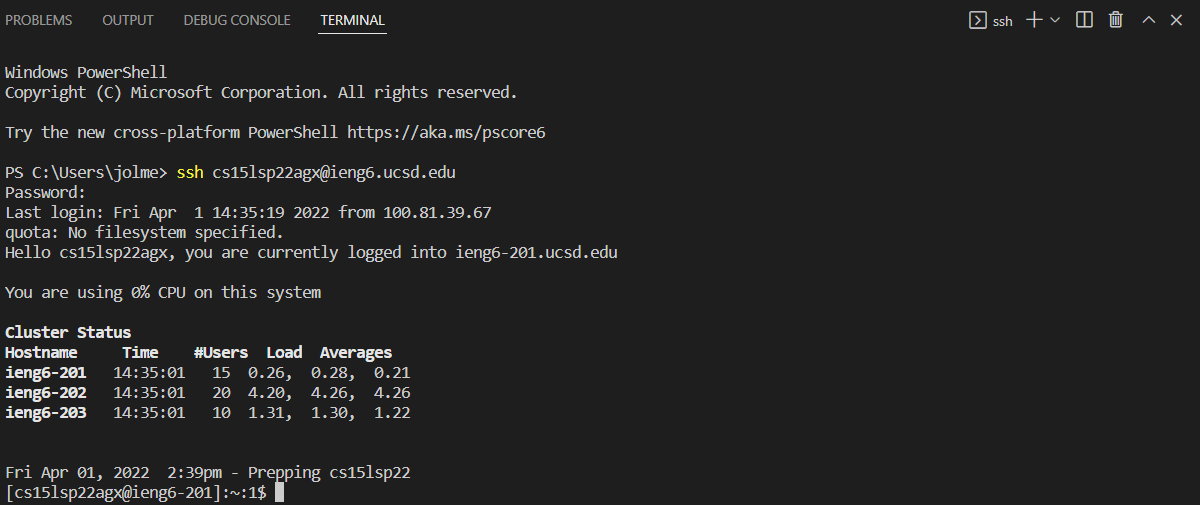 PROBLEMS OUTPUT DEBUG CONSOLE TERMINAL ssh
Windows PowerShell
Copyright (C) Microsoft Corporation. All rights reserved.
Try the new cross-platform PowerShell https://aka.ms/pscore6
PS C:\Users\jolme> ssh cs15lsp22agx@ieng6.ucsd.edu
Password:
Last login: Fri Apr  1 14:35:19 2022 from 100.81.39.67
quota: No filesystem specified.
Hello cs15lsp22agx, you are currently logged into ieng6-201.ucsd.edu
You are using 0% CPU on this system
Cluster Status
Hostname     Time    #Users  Load  Averages
ieng6-201   14:35:01   15  0.26,  0.28,  0.21
ieng6-202   14:35:01   20  4.20,  4.26,  4.26
ieng6-203   14:35:01   10  1.31,  1.30,  1.22
Fri Apr 01, 2022  2:39pm - Prepping cs15lsp22
[cs15lsp22agx@ieng6-201]:~:1$